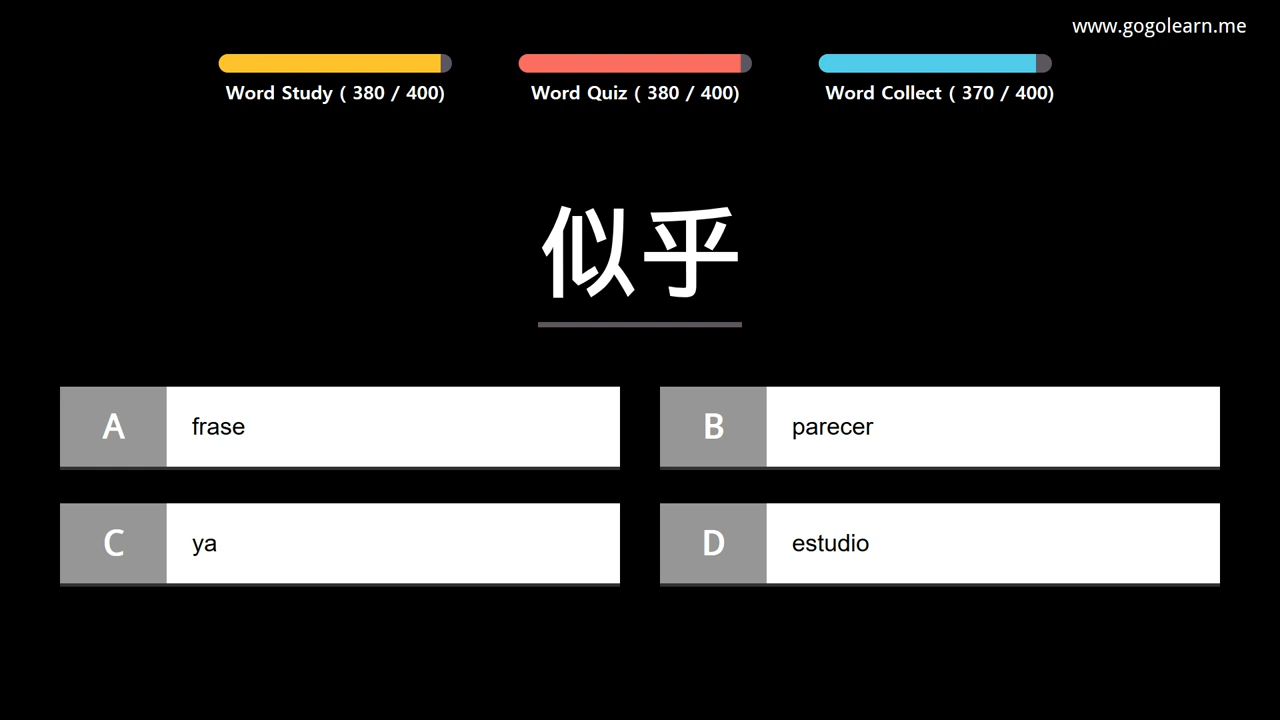 www.gogolearn.me
Word Study ( 380 / 400)
Word Quiz ( 380 / 400)
Word Collect ( 370 / 400)
似乎
A frase
B parecer
C ya
D estudio